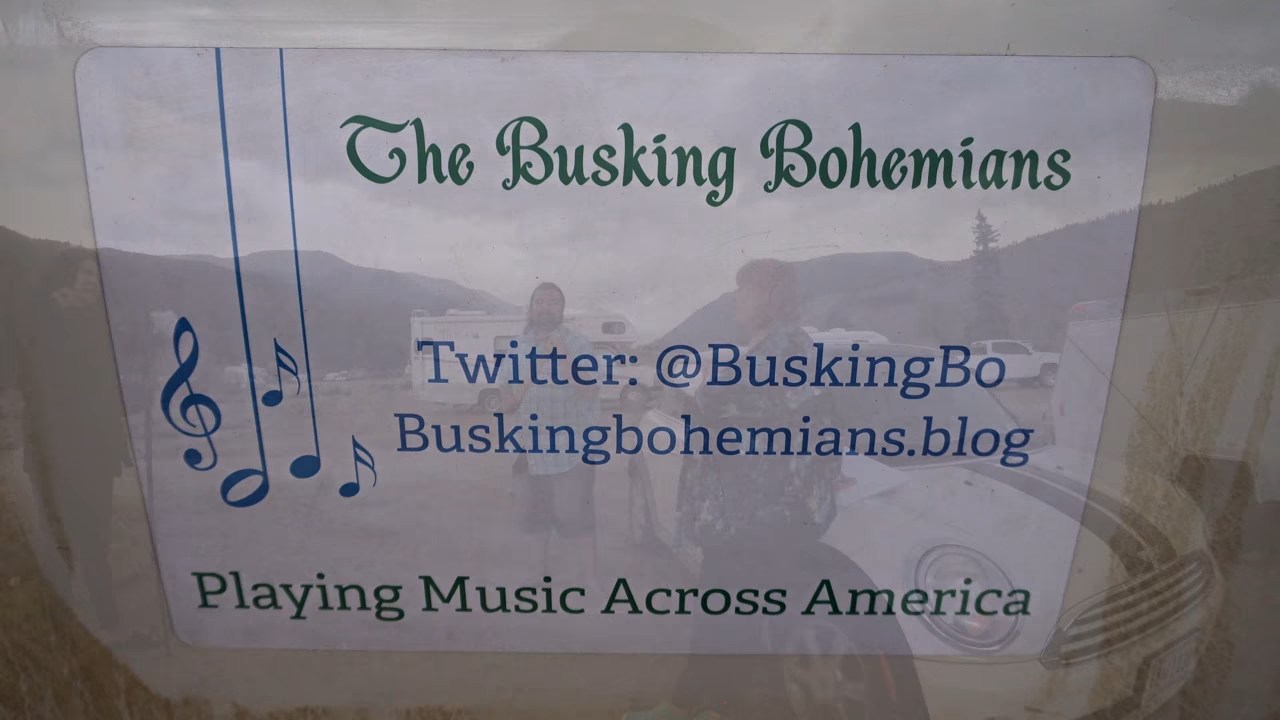 The Busking Bohemians
Twitter: @BuskingBo
Buskingbohemians.blog
Playing Music Across America